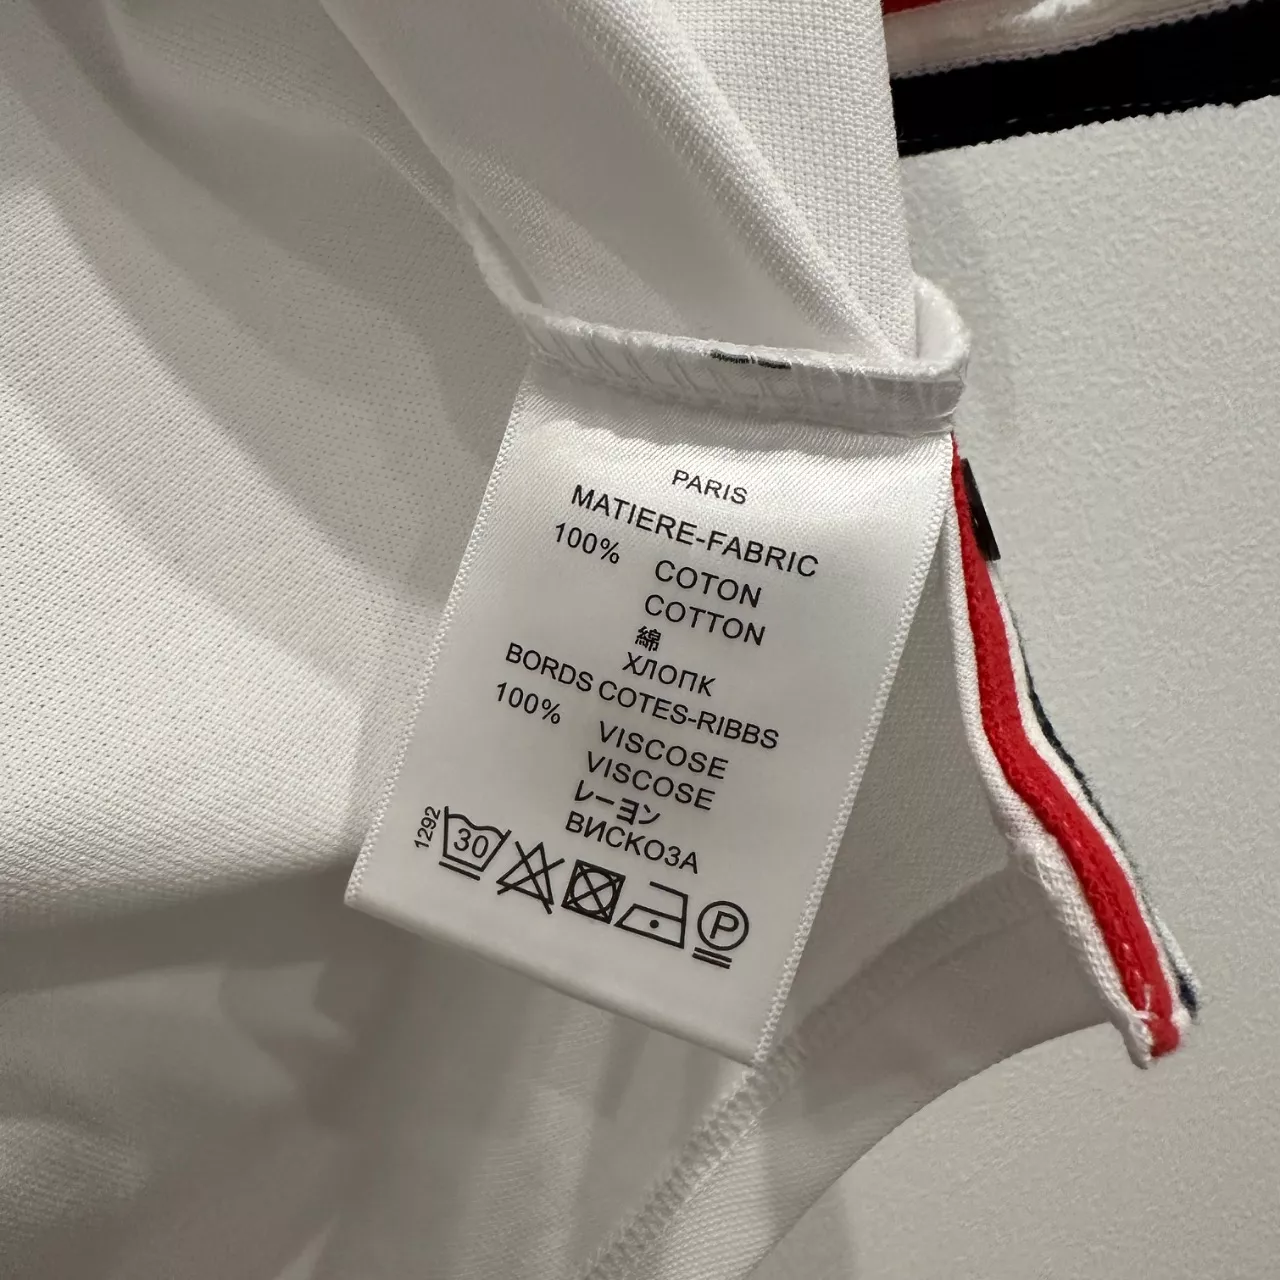 PARIS
MATIERE-FABRIC
100% COTON
COTTON
綿
ХЛОПК
BORDS COTES-RIBBS
100% VISCOSE
VISCOSE
レーヨン
ВИСКОЗА
1292
30
P